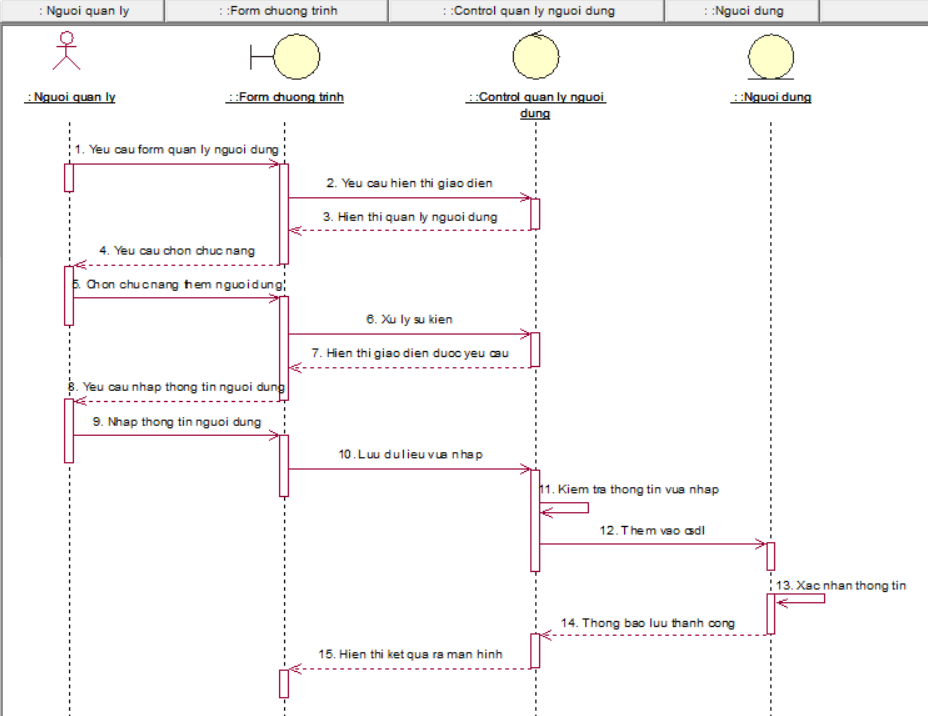 : Nguoi quan ly
: :Form chuong trinh
: :Control quan ly nguoi dung
: :Nguoi dung
: Nguoi quan ly
: :Form chuong trinh
: :Control quan ly nguoi
dung
: :Nguoi dung
1. Yeu cau form quan ly nguoi dung
2. Yeu cau hien thi giao dien
3. Hien thi quan ly nguoi dung
4. Yeu cau chon chuc nang
5. Chon chuc nang them nguoi dung
6. Xu ly su kien
7. Hien thi giao dien duoc yeu cau
8. Yeu cau nhap thong tin nguoi dung
9. Nhap thong tin nguoi dung
10. Luu du lieu vua nhap
11. Kiem tra thong tin vua nhap
12. Them vao csdl
13. Xac nhan thong tin
14. Thong bao luu thanh cong
15. Hien thi ket qua ra man hinh